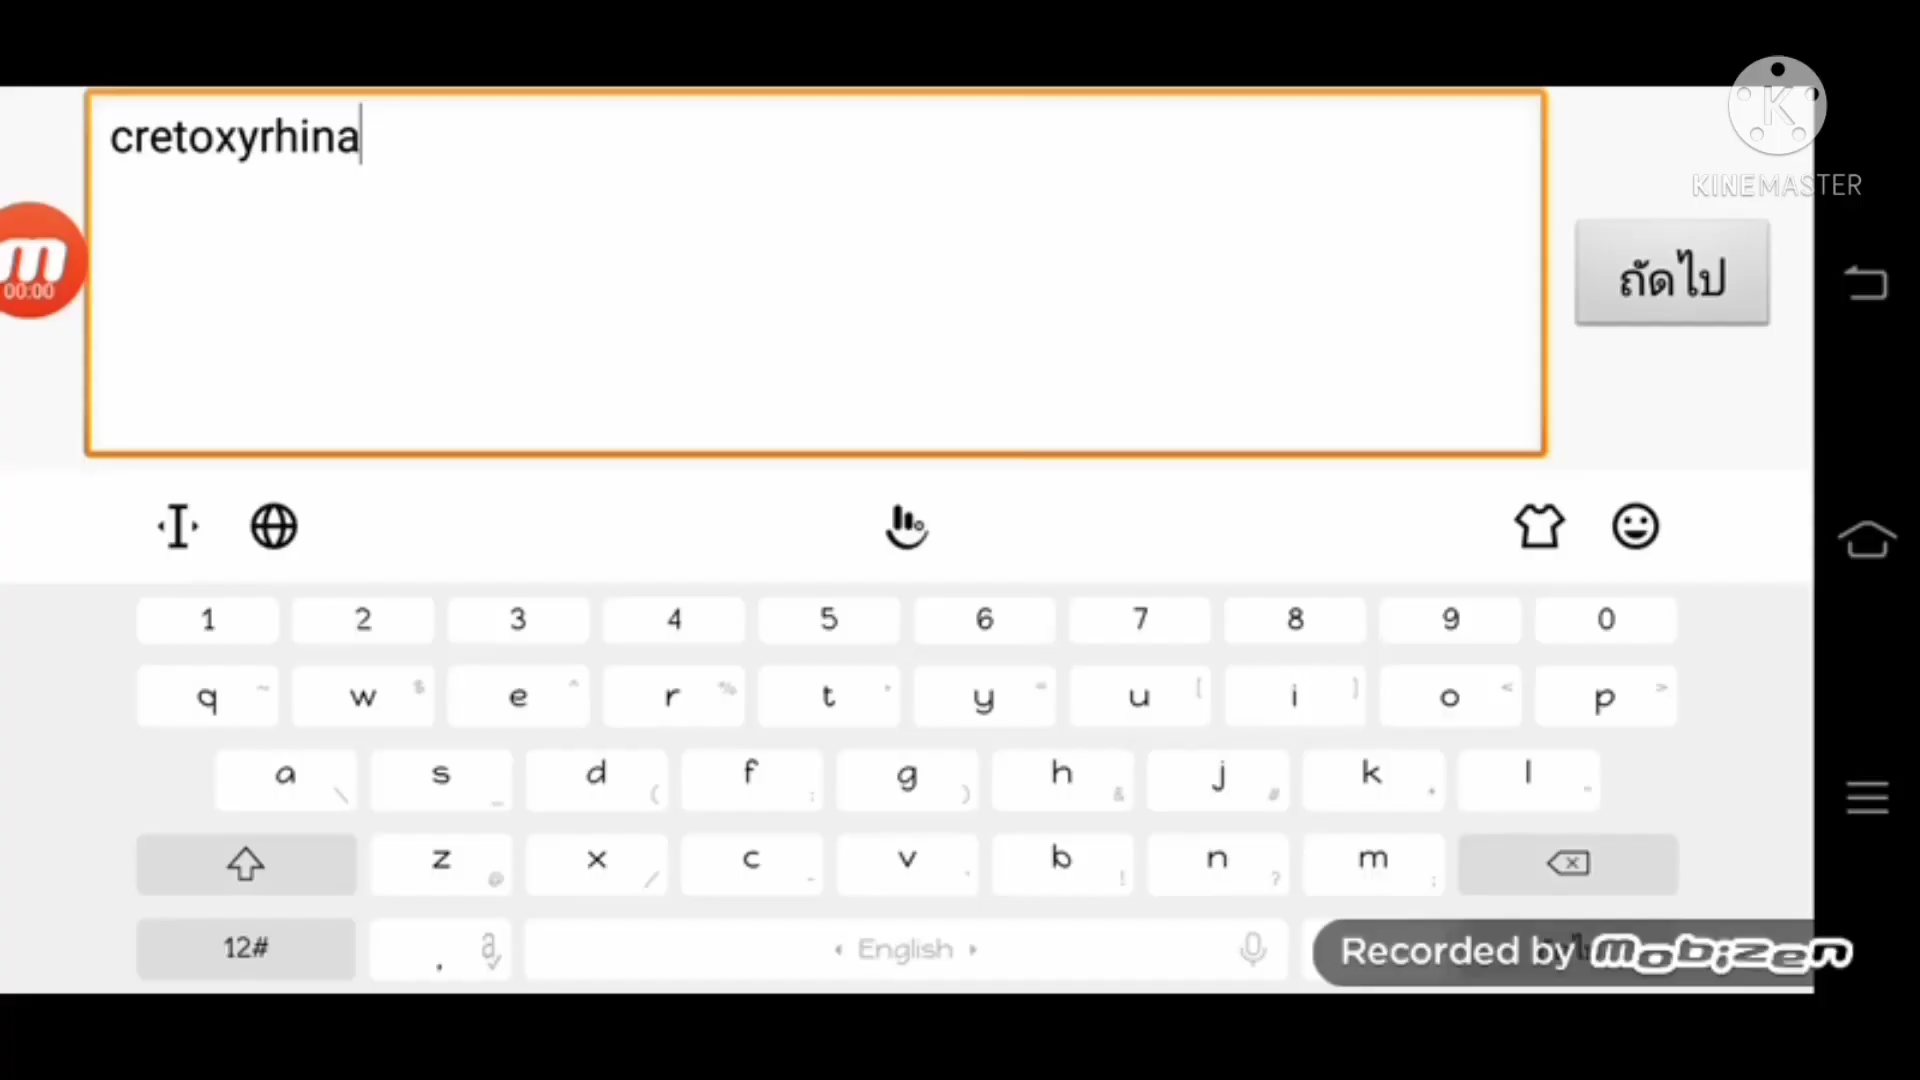 cretoxyrhina
KINEMASTER
K
m
00:00
ถัดไป
1 2 3 4 5 6 7 8 9 0
q w e r t y u i o p
a s d f g h j k l
z x c v b n m
12# , English
Recorded by mobizen